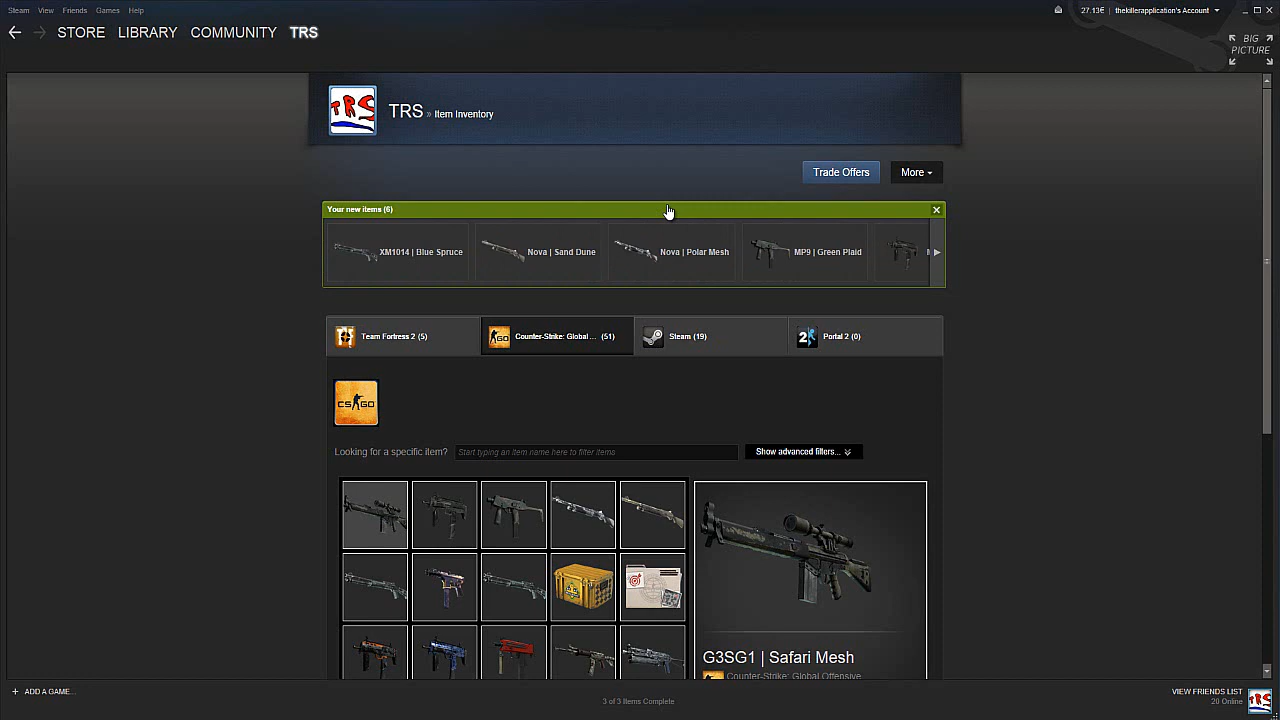 Steam View Friends Games Help
27.13€ | thekillerapplication's Account
STORE LIBRARY COMMUNITY TRS
BIG
PICTURE
TRS
TRS » Item Inventory
Trade Offers More
Your new items (6)
XM1014 | Blue Spruce Nova | Sand Dune Nova | Polar Mesh MP9 | Green Plaid
Team Fortress 2 (5) Counter-Strike: Global ... (51) Steam (19) Portal 2 (0)
CS GO
Looking for a specific item? Start typing an item name here to filter items Show advanced filters...
G3SG1 | Safari Mesh
Counter-Strike: Global Offensive
+ ADD A GAME...
3 of 3 Items Complete
VIEW FRIENDS LIST
20 Online
TRS